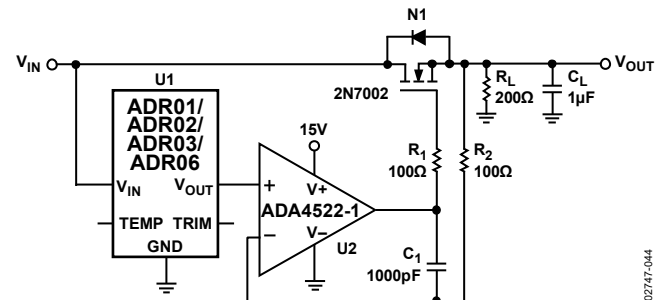 N1
VIN
VOUT
U1
ADR01/
ADR02/
ADR03/
ADR06
2N7002
RL
200Ω
CL
1µF
15V
R1
100Ω
R2
100Ω
VIN
VOUT
V+
+
ADA4522-1
–
V–
TEMP
TRIM
GND
U2
C1
1000pF
02747-044